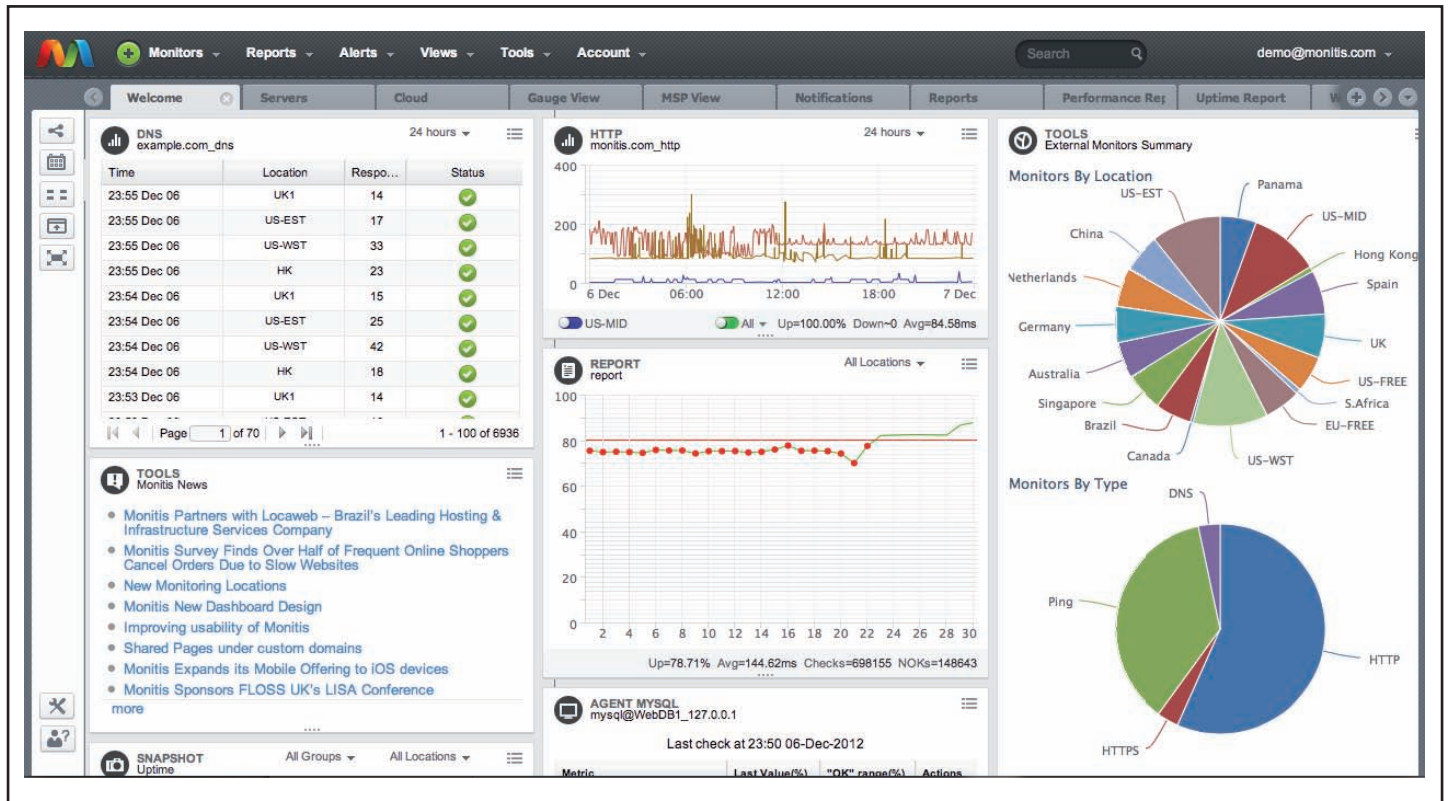 Monitors Reports Alerts Views Tools Account Search demo@monitis.com
Welcome Servers Cloud Gauge View MSP View Notifications Reports Performance Rep Uptime Report W
DNS
example.com_dns
24 hours
Time Location Respo... Status
23:55 Dec 06 UK1 14
23:55 Dec 06 US-EST 17
23:55 Dec 06 US-WST 33
23:55 Dec 06 HK 23
23:54 Dec 06 UK1 15
23:54 Dec 06 US-EST 25
23:54 Dec 06 US-WST 42
23:54 Dec 06 HK 18
23:53 Dec 06 UK1 14
Page 1 of 70 1 - 100 of 6936
TOOLS
Monitis News
Monitis Partners with Locaweb – Brazil's Leading Hosting &
Infrastructure Services Company
Monitis Survey Finds Over Half of Frequent Online Shoppers
Cancel Orders Due to Slow Websites
New Monitoring Locations
Monitis New Dashboard Design
Improving usability of Monitis
Shared Pages under custom domains
Monitis Expands its Mobile Offering to iOS devices
Monitis Sponsors FLOSS UK's LISA Conference
more
SNAPSHOT
Uptime
All Groups All Locations
HTTP
monitis.com_http
24 hours
400
200
0
6 Dec 06:00 12:00 18:00 7 Dec
US-MID All Up=100.00% Down~0 Avg=84.58ms
REPORT
report
All Locations
100
80
60
40
20
0
2 4 6 8 10 12 14 16 18 20 22 24 26 28 30
Up=78.71% Avg=144.62ms Checks=698155 NOKs=148643
AGENT MYSQL
mysql@WebDB1_127.0.0.1
Last check at 23:50 06-Dec-2012
Metric Last Value(%) "OK" range(%) Actions
TOOLS
External Monitors Summary
Monitors By Location
US-EST
Panama
US-MID
China
Hong Kong
Netherlands
Spain
Germany
UK
Australia
US-FREE
Singapore
S.Africa
Brazil
EU-FREE
Canada
US-WST
Monitors By Type
DNS
Ping
HTTP
HTTPS